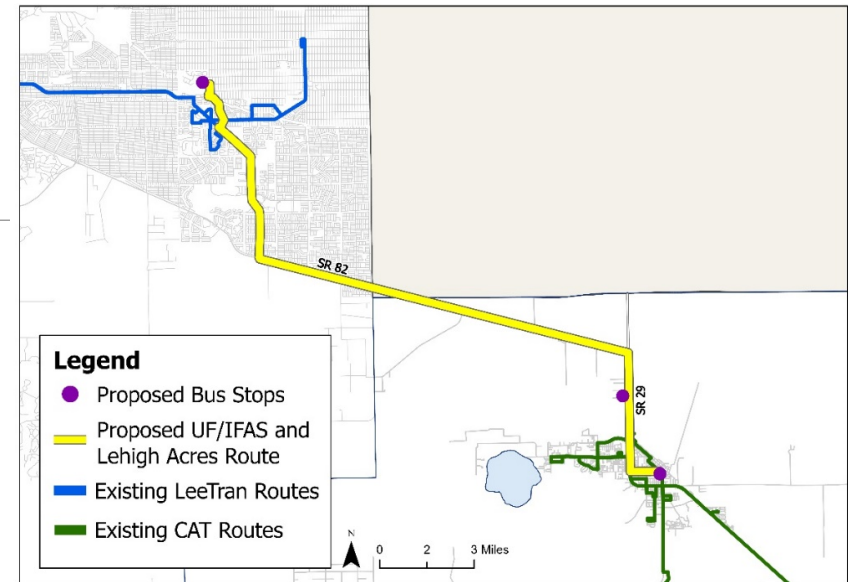 SR 82
SR 29
Legend
Proposed Bus Stops
Proposed UF/IFAS and
Lehigh Acres Route
Existing LeeTran Routes
Existing CAT Routes
N
0 2 3 Miles